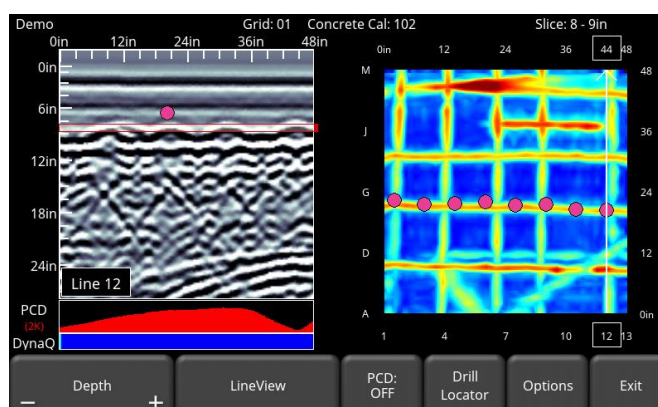 Demo Grid: 01 Concrete Cal: 102 Slice: 8 - 9in
0in 12in 24in 36in 48in
0in 12 24 36 44 48
0in
6in
12in
18in
24in
Line 12
PCD
(2K)
DynaQ
M
J
G
D
A
48
36
24
12
0in
1 4 7 10 12 13
Depth
− +
LineView
PCD:
OFF
Drill
Locator
Options
Exit